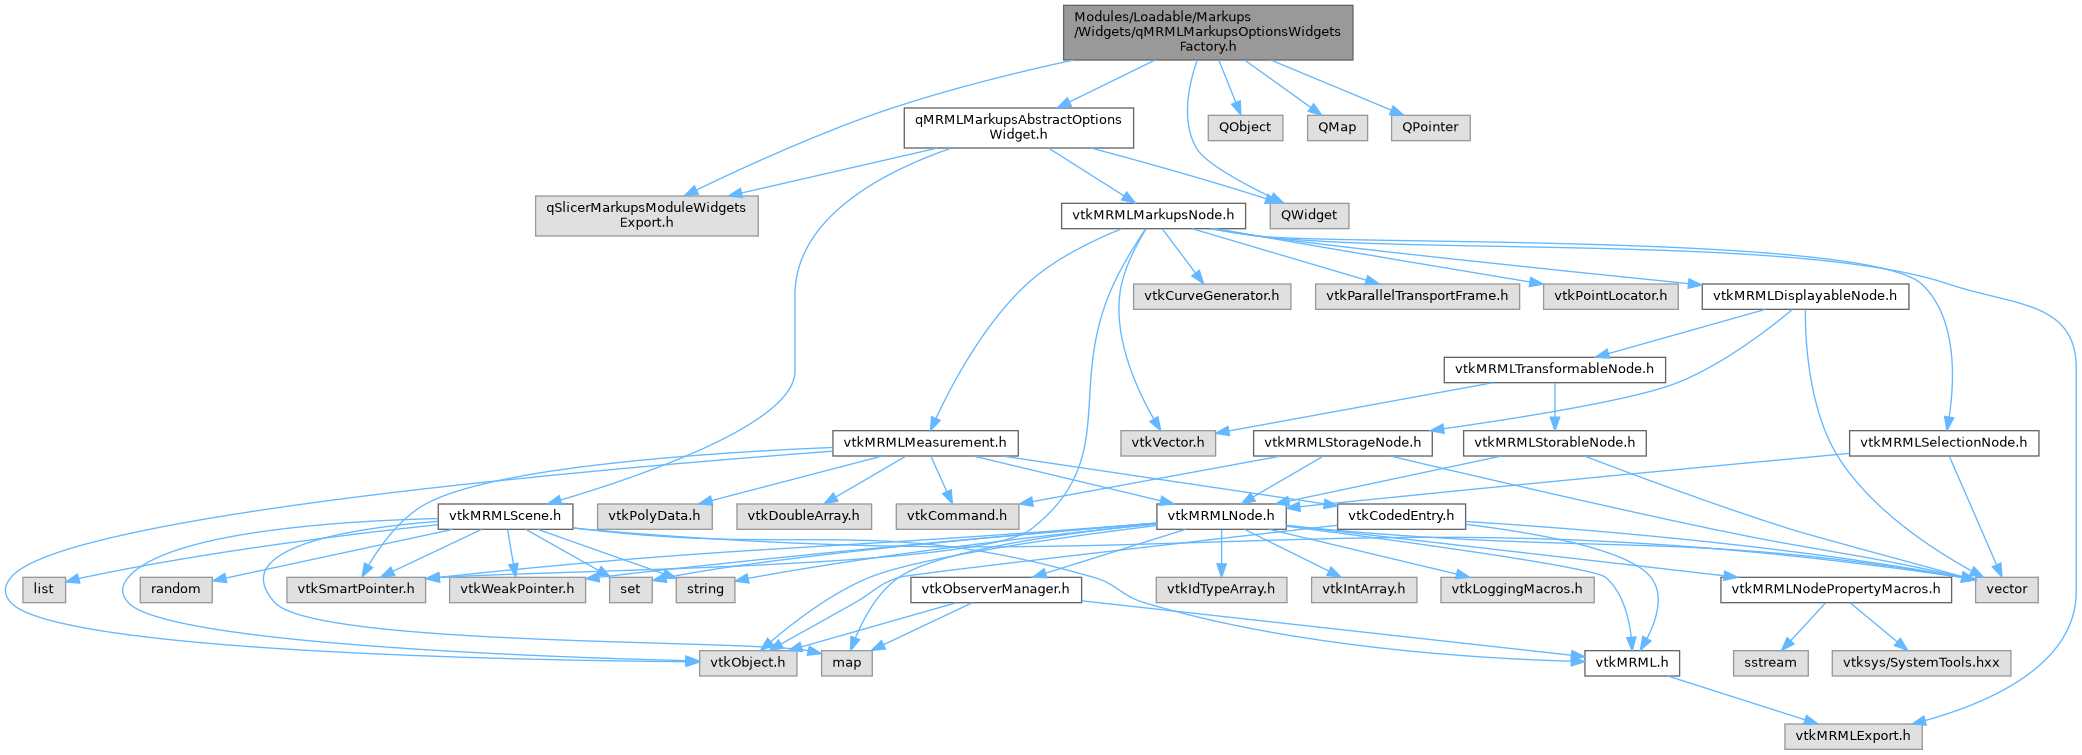 Modules/Loadable/Markups
/Widgets/qMRMLMarkupsOptionsWidgets
Factory.h
qMRMLMarkupsAbstractOptions
Widget.h
QObject
QMap
QPointer
qSlicerMarkupsModuleWidgets
Export.h
vtkMRMLMarkupsNode.h
QWidget
vtkCurveGenerator.h
vtkParallelTransportFrame.h
vtkPointLocator.h
vtkMRMLDisplayableNode.h
vtkMRMLTransformableNode.h
vtkMRMLMeasurement.h
vtkVector.h
vtkMRMLStorageNode.h
vtkMRMLStorableNode.h
vtkMRMLSelectionNode.h
vtkMRMLScene.h
vtkPolyData.h
vtkDoubleArray.h
vtkCommand.h
vtkMRMLNode.h
vtkCodedEntry.h
list
random
vtkSmartPointer.h
vtkWeakPointer.h
set
string
vtkObserverManager.h
vtkIdTypeArray.h
vtkIntArray.h
vtkLoggingMacros.h
vtkMRMLNodePropertyMacros.h
vector
vtkObject.h
map
vtkMRML.h
sstream
vtksys/SystemTools.hxx
vtkMRMLExport.h